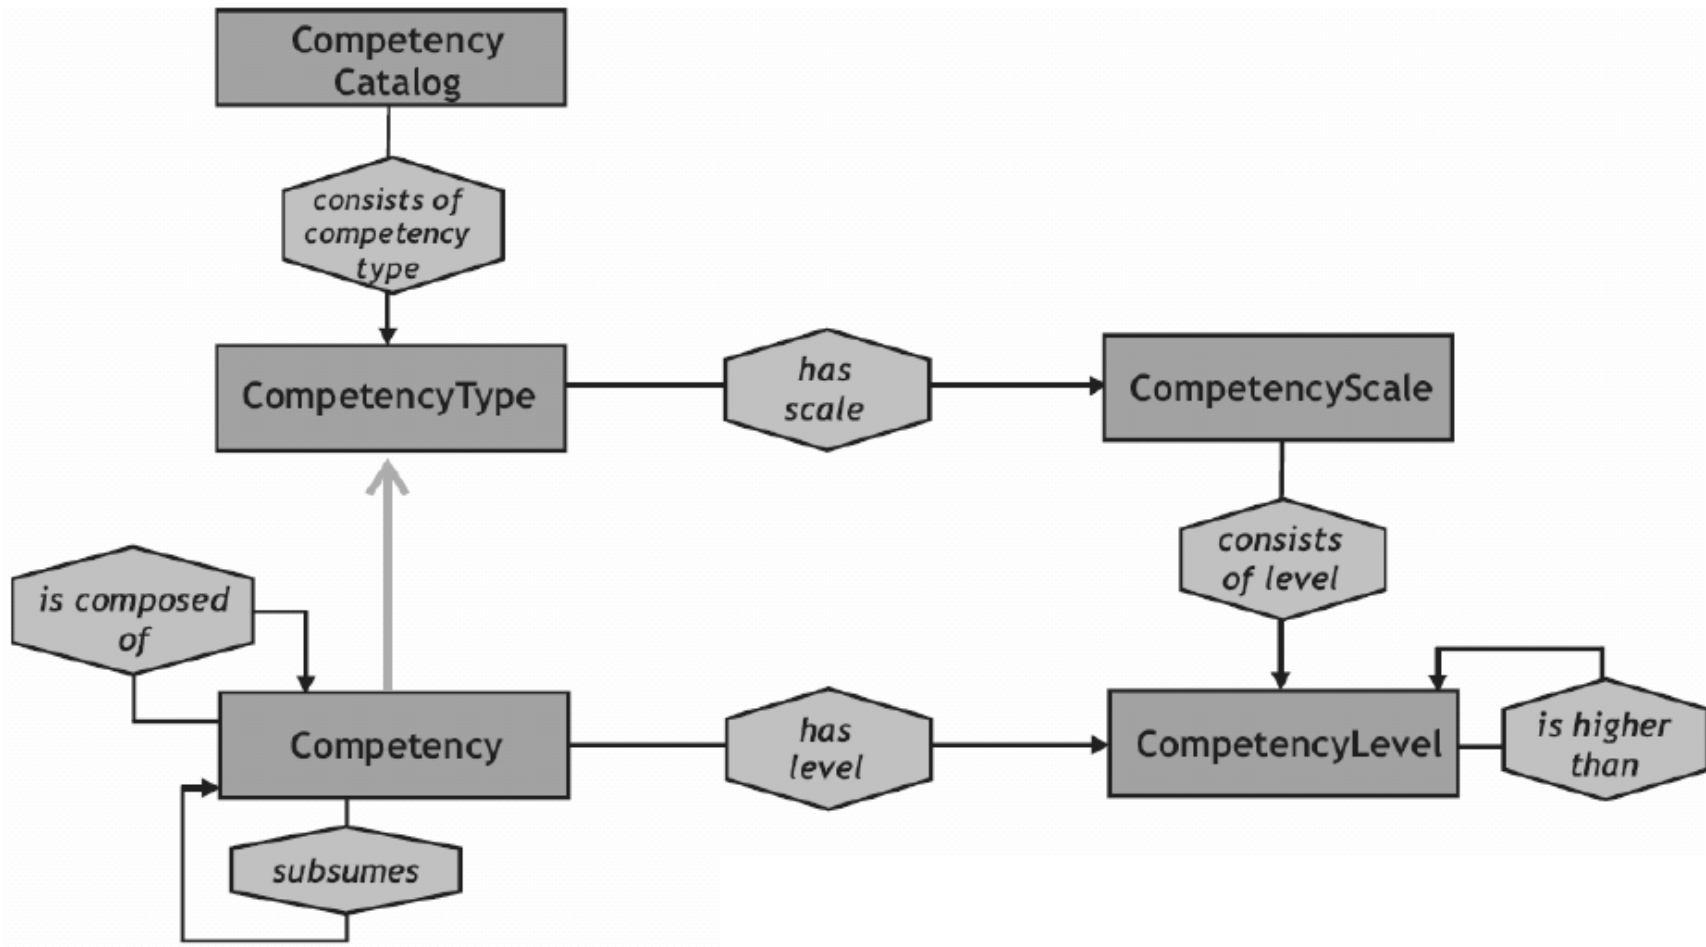 Competency
Catalog
consists of
competency
type
CompetencyType
has
scale
CompetencyScale
consists
of level
is composed
of
Competency
has
level
CompetencyLevel
is higher
than
subsumes